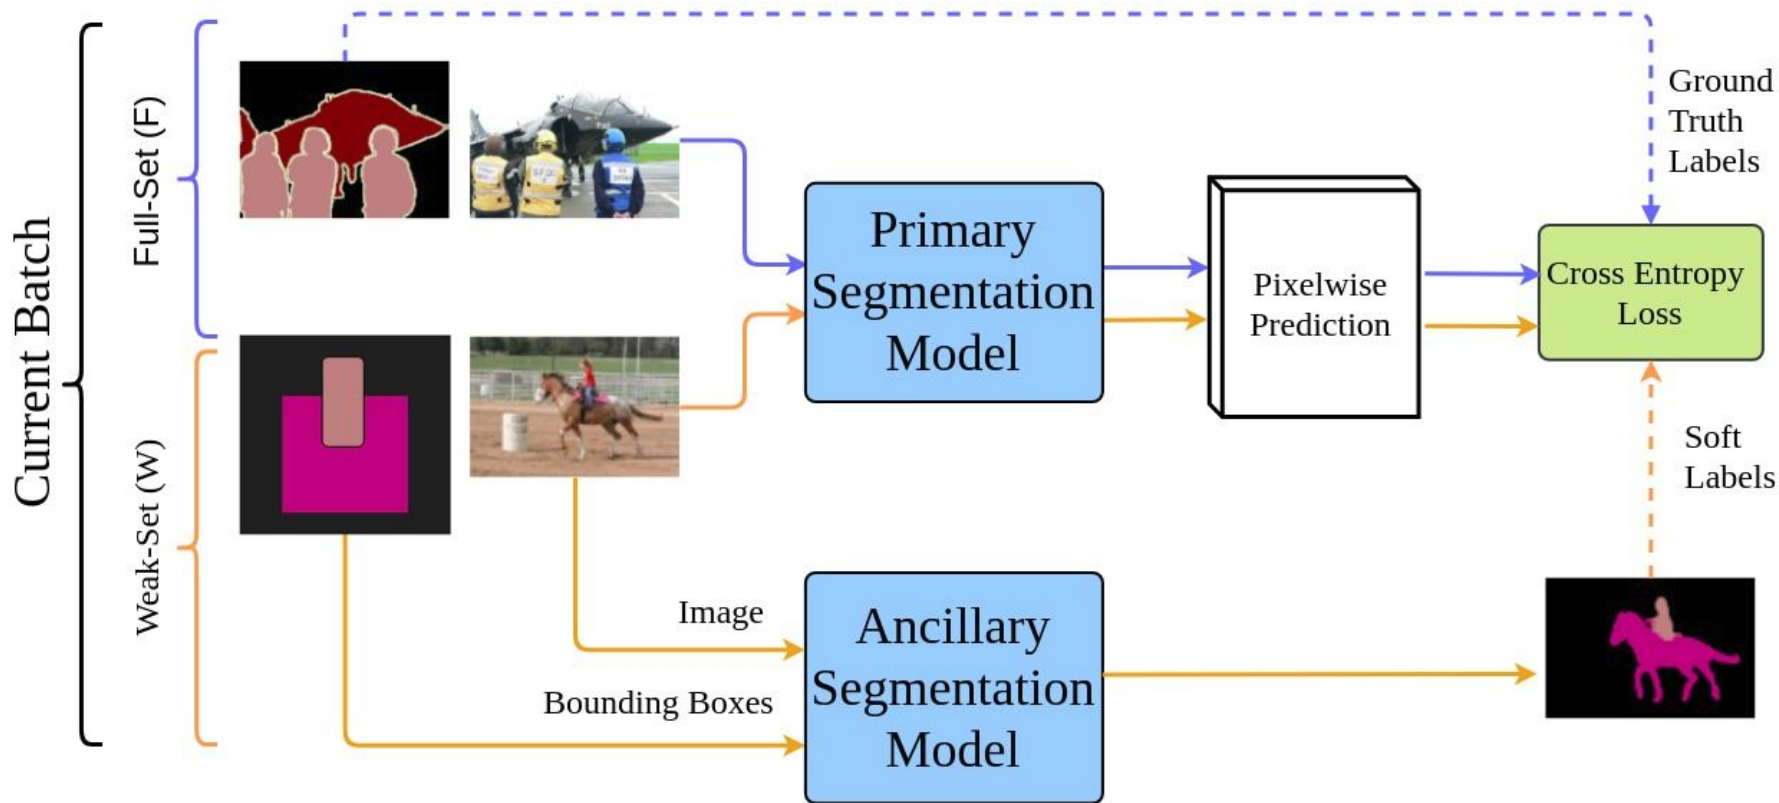 Current Batch
Full-Set (F)
Weak-Set (W)
Primary
Segmentation
Model
Pixelwise
Prediction
Ground
Truth
Labels
Cross Entropy
Loss
Soft
Labels
Image
Bounding Boxes
Ancillary
Segmentation
Model